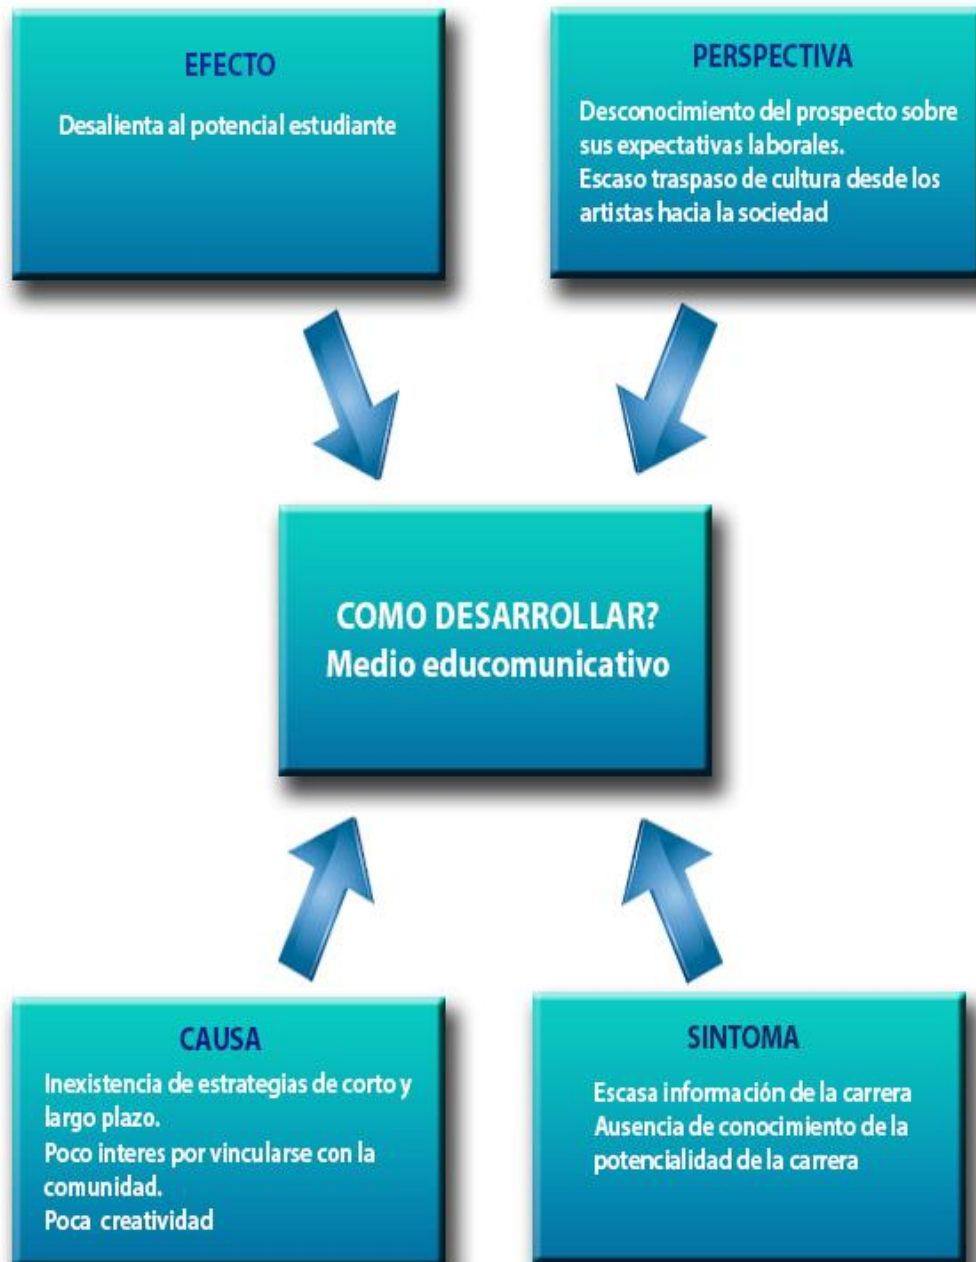 EFECTO
Desalienta al potencial estudiante
PERSPECTIVA
Desconocimiento del prospecto sobre
sus expectativas laborales.
Escaso traspaso de cultura desde los
artistas hacia la sociedad
COMO DESARROLLAR?
Medio educomunicativo
CAUSA
Inexistencia de estrategias de corto y
largo plazo.
Poco interes por vincularse con la
comunidad.
Poca creatividad
SINTOMA
Escasa información de la carrera
Ausencia de conocimiento de la
potencialidad de la carrera